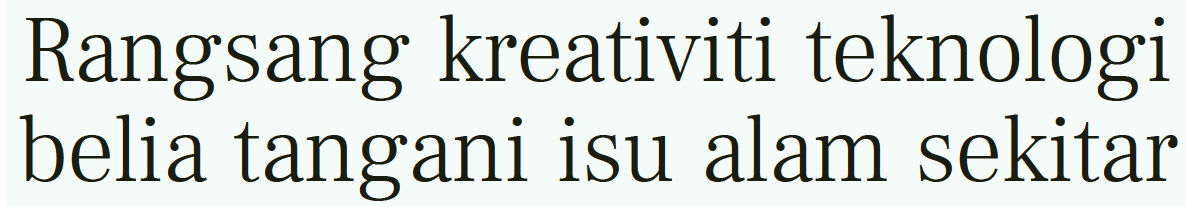 Rangsang kreativiti teknologi
belia tangani isu alam sekitar